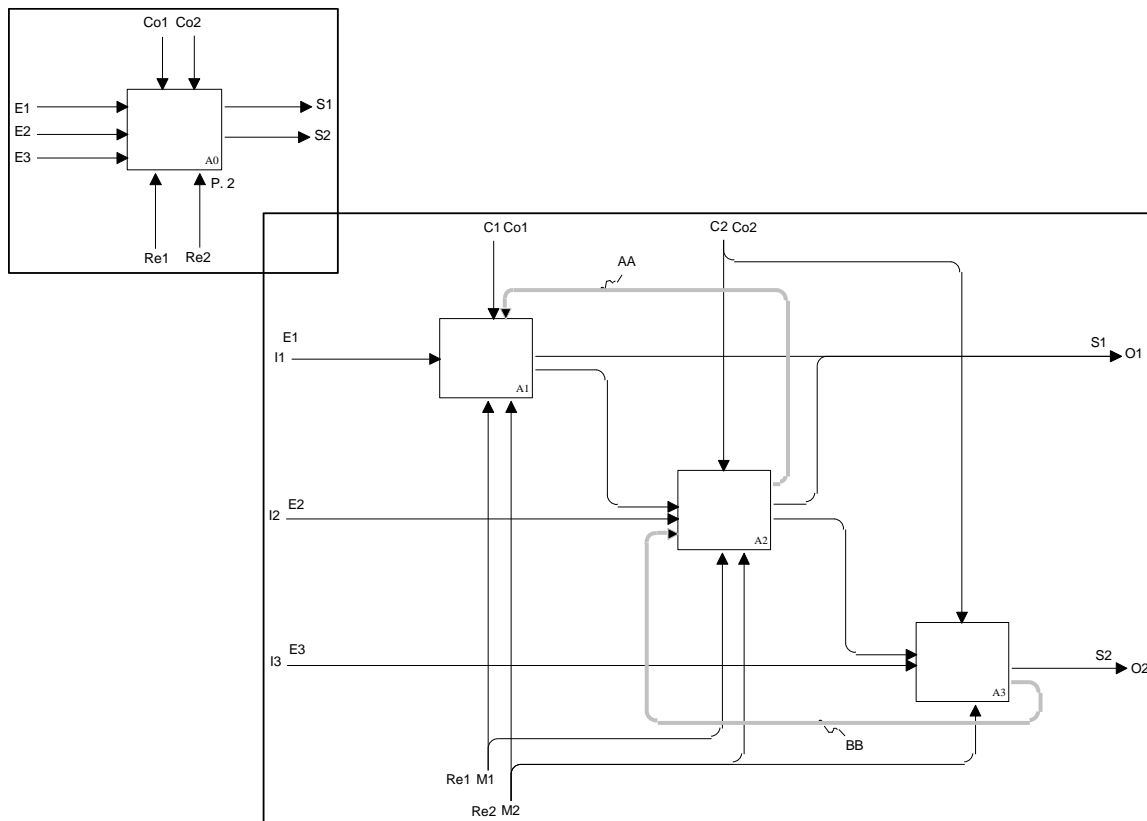 Co1 Co2
E1
S1
E2
S2
E3
A0
P. 2
Re1 Re2
C1 Co1
C2 Co2
AA
E1
I1
S1
O1
A1
E2
I2
A2
E3
I3
S2
O2
A3
BB
Re1 M1
Re2 M2